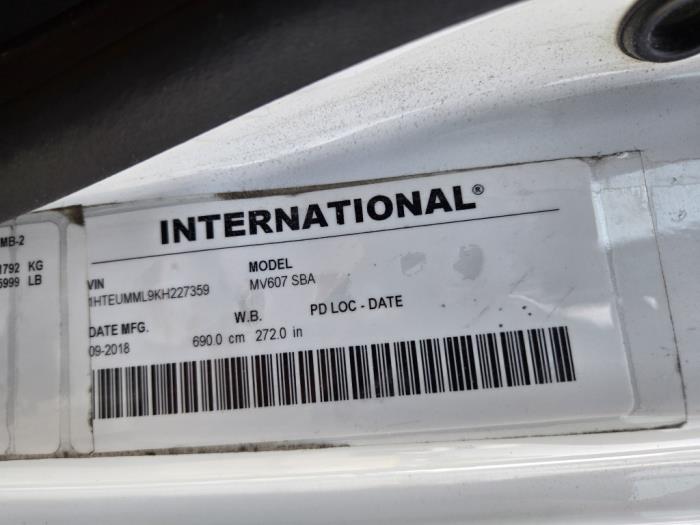 INTERNATIONAL®
MB-2
1792 KG
5999 LB
VIN
1HTEUMML9KH227359
MODEL
MV607 SBA
DATE MFG.
09-2018
W.B.
690.0 cm 272.0 in
PD LOC - DATE